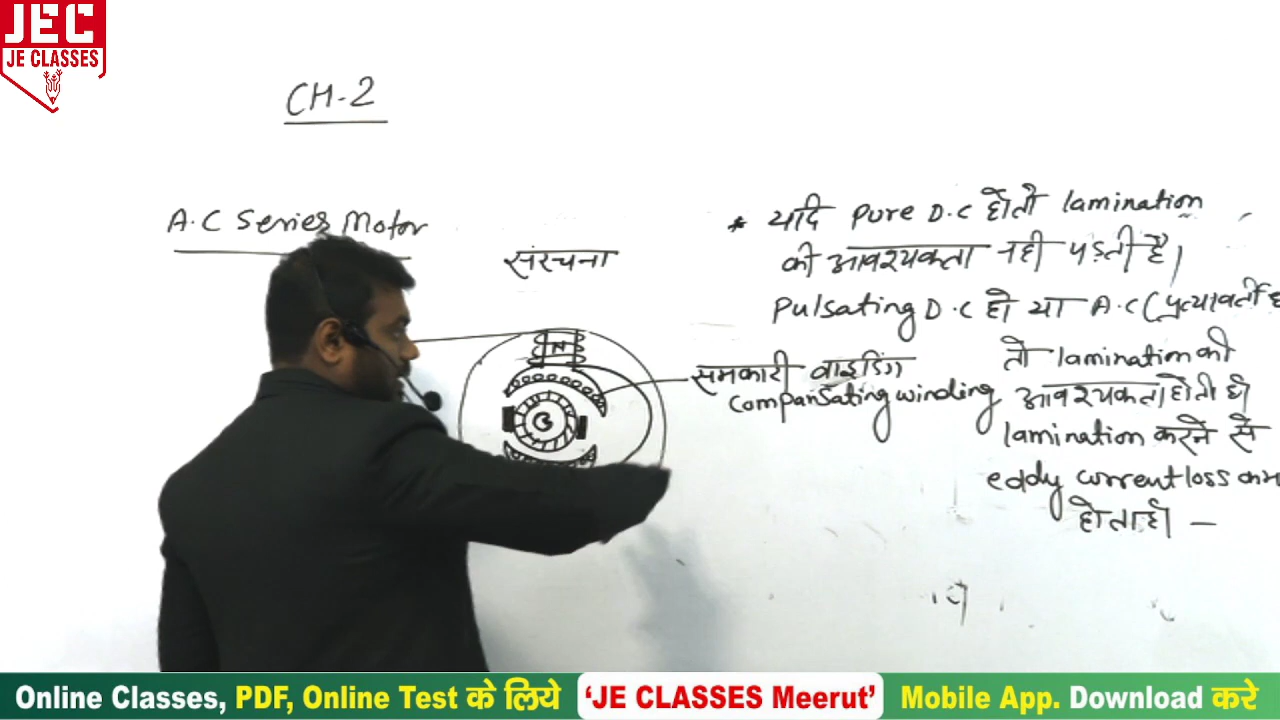 JEC
JE CLASSES
CH-2
A.C Series Motor
संरचना
N
समकारी वाइडिंग
Compansating winding
* यदि Pure D.C हो तो lamination
की आवश्यकता नही पड़ती है।
Pulsating D.C हो या A.C (प्रत्यावर्ती
तो lamination की
आवश्यकता होती है।
lamination करने से
eddy current loss कम
होता है। —
Online Classes, PDF, Online Test के लिये 'JE CLASSES Meerut' Mobile App. Download करे